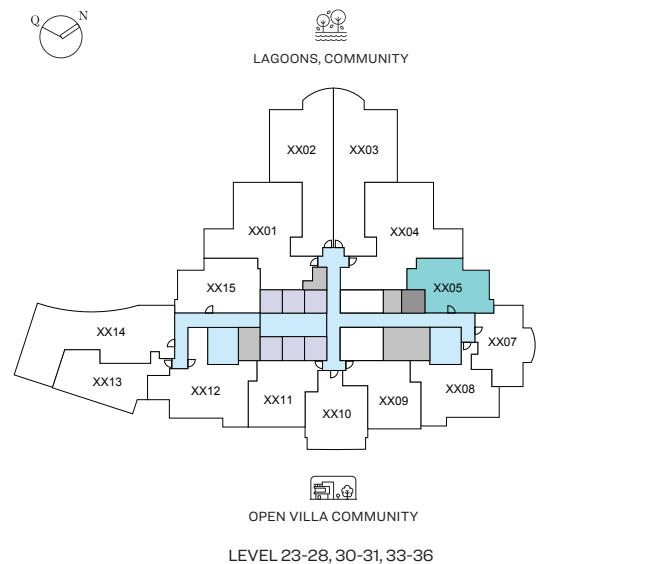 Q N
LAGOONS, COMMUNITY
XX02 XX03
XX01 XX04
XX15 XX05
XX14 XX07
XX13 XX12 XX11 XX10 XX09 XX08
OPEN VILLA COMMUNITY
LEVEL 23-28, 30-31, 33-36